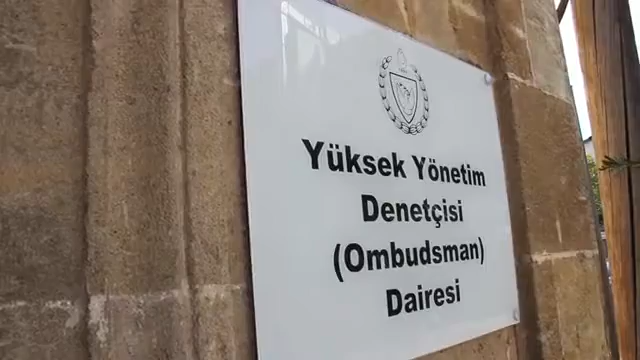 Yüksek Yönetim
Denetçisi
(Ombudsman)
Dairesi